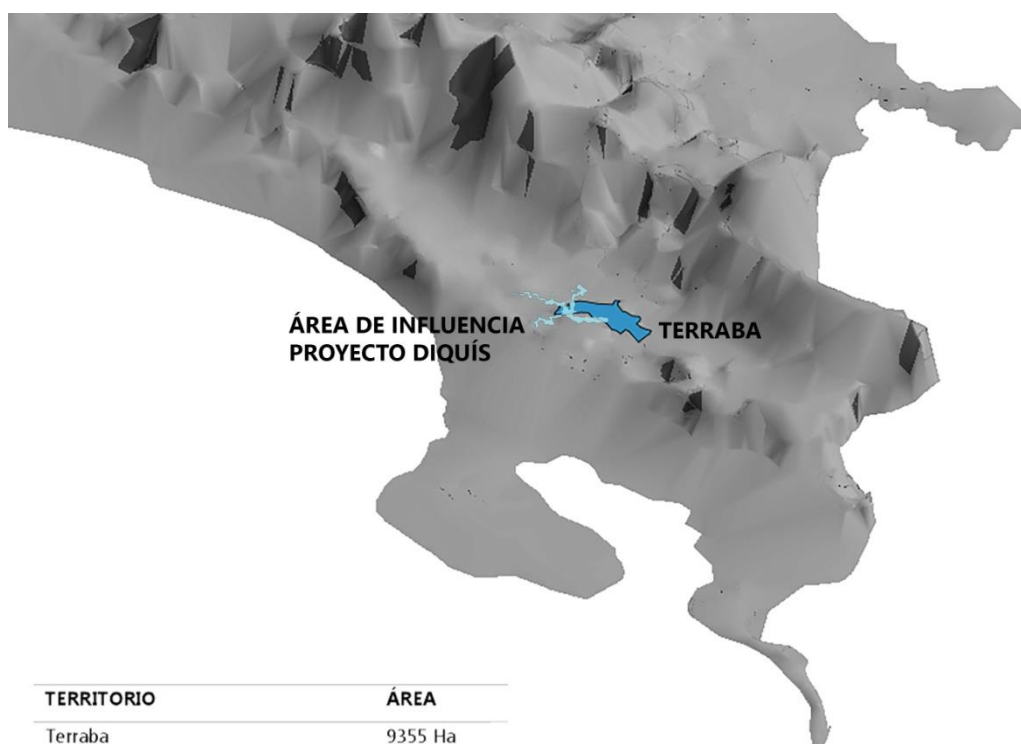 ÁREA DE INFLUENCIA
PROYECTO DIQUÍS
TERRABA
TERRITORIO ÁREA
Terraba 9355 Ha